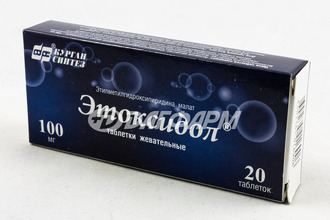 КУРГАН
СИНТЕЗ
Этилметилгидроксипиридина малат
Этоксидол®
таблетки жевательные
100
мг
20
таблеток